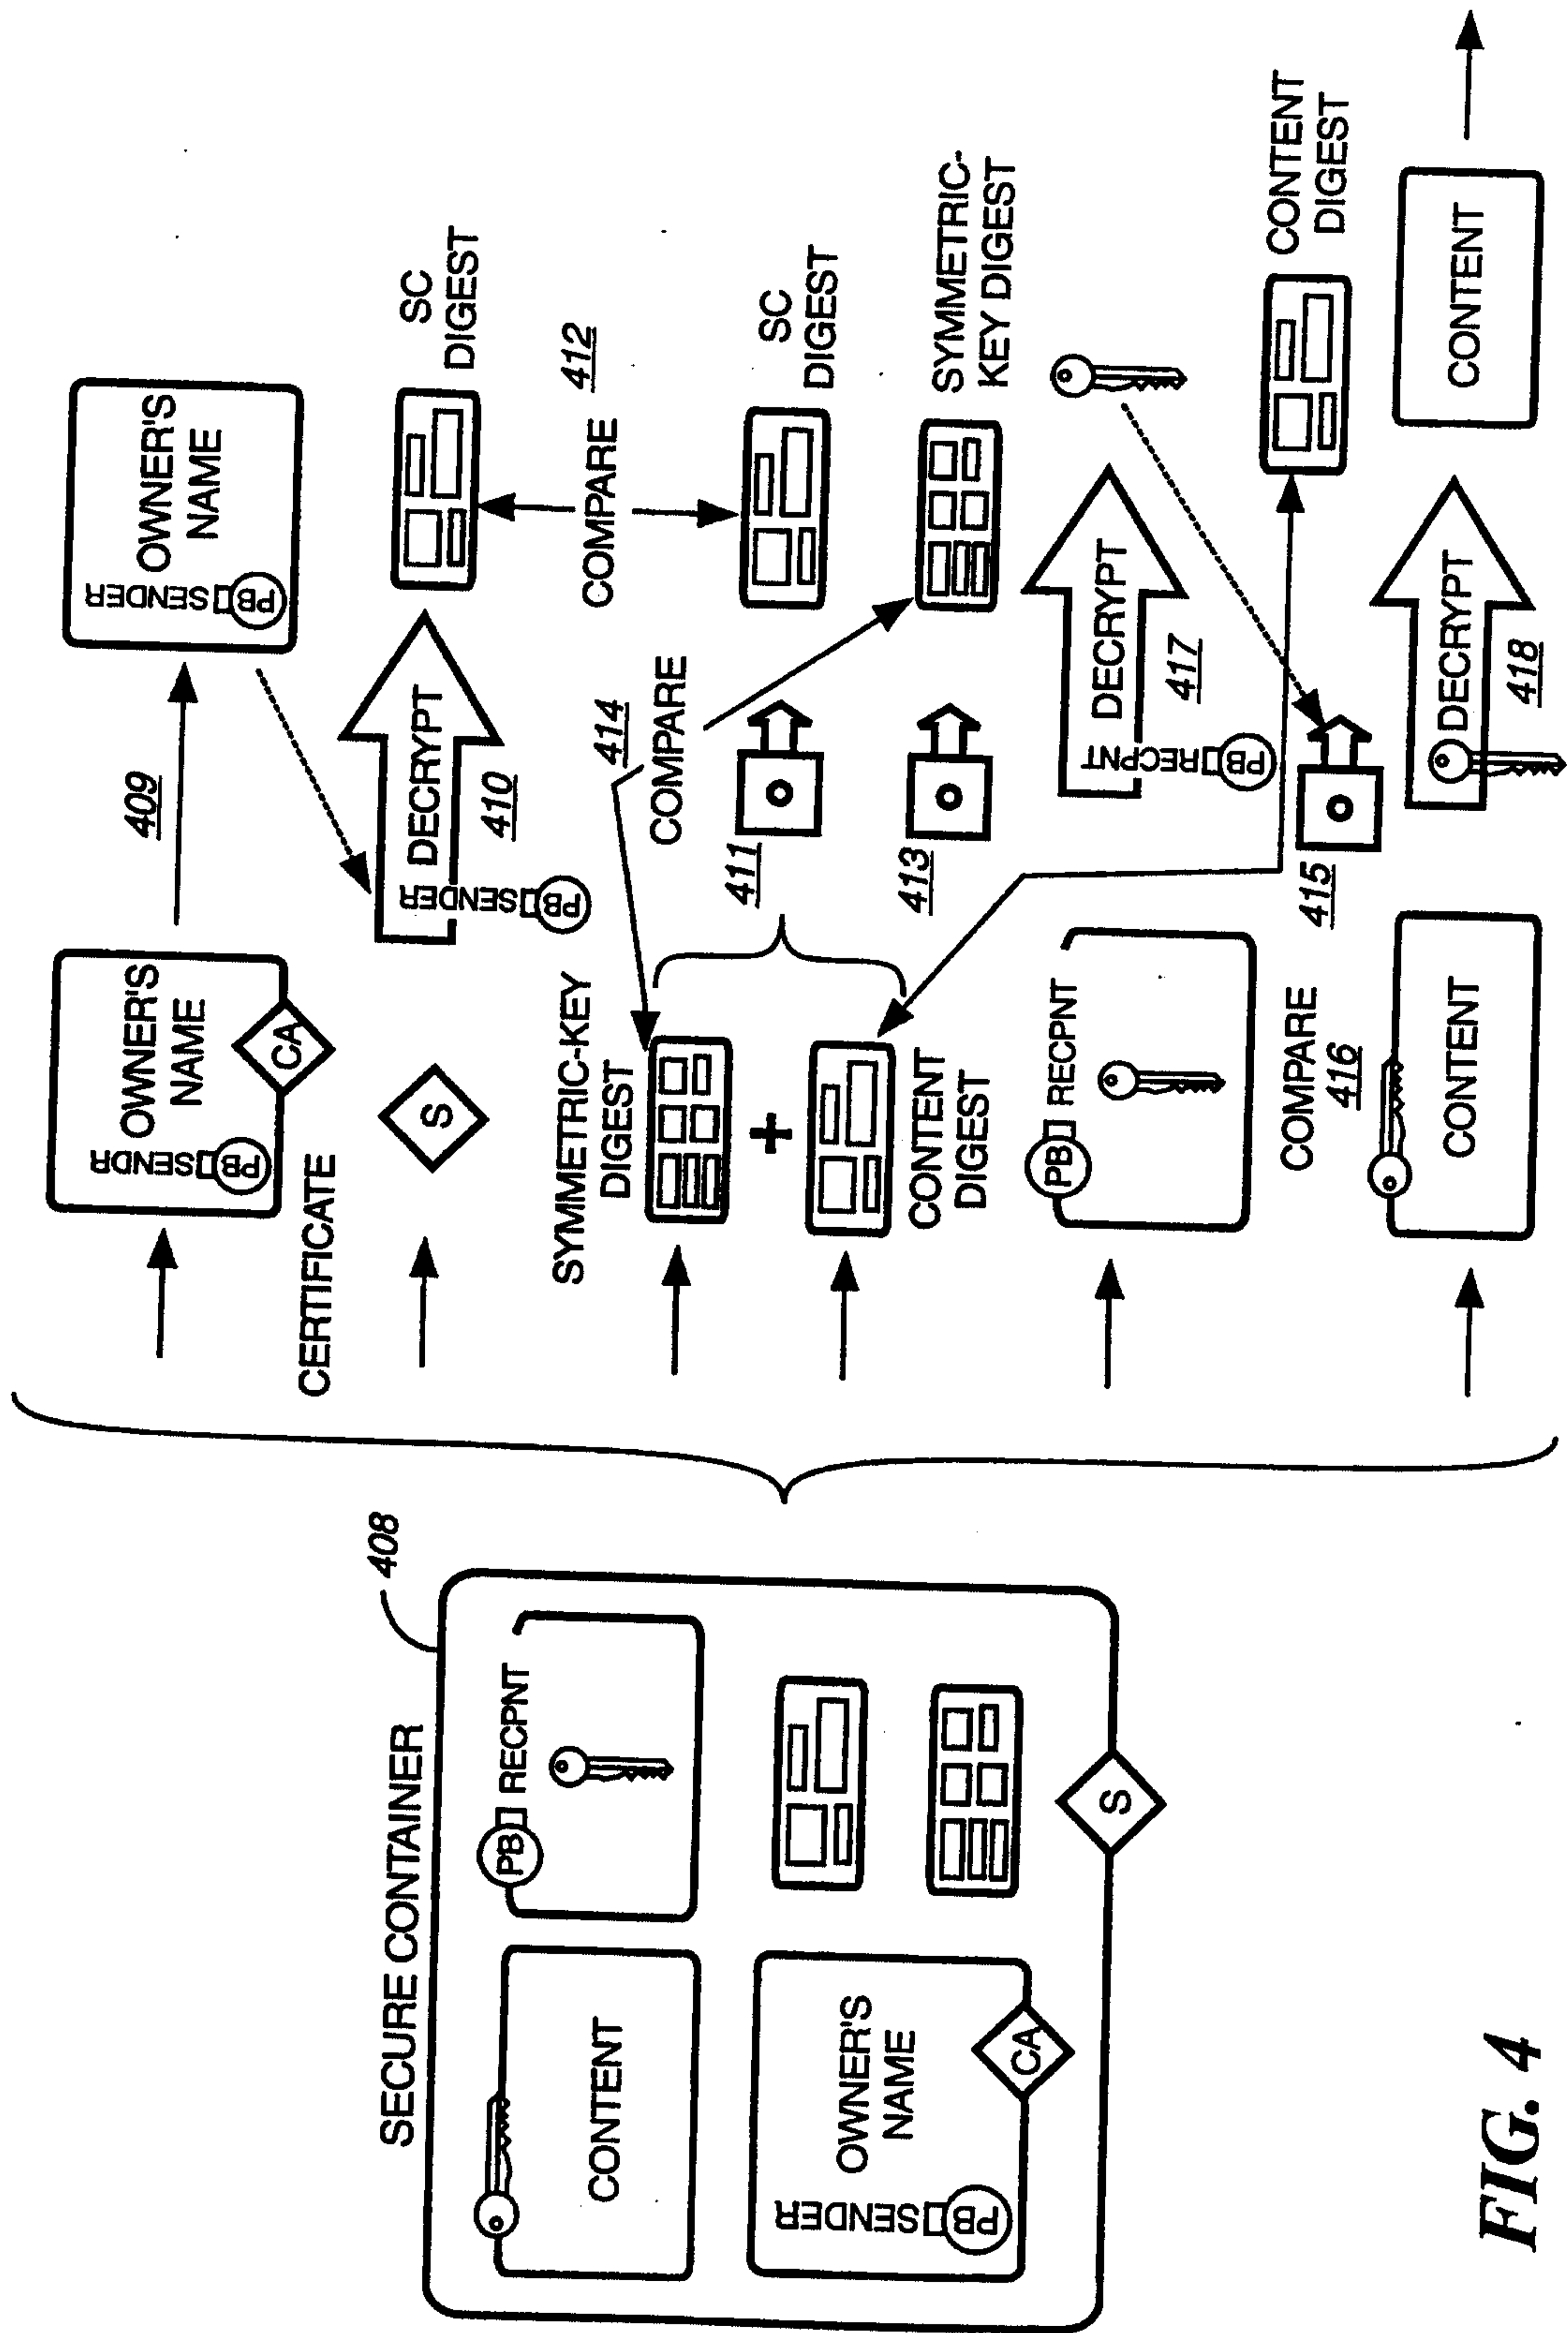 SECURE CONTAINER
408
CONTENT
PB RECPNT
OWNER'S
NAME
PB SENDER
CA
S
OWNER'S
NAME
PB SENDR
CA
CERTIFICATE
S
SYMMETRIC-KEY
DIGEST
+
CONTENT
DIGEST
PB RECPNT
COMPARE
416
CONTENT
409
OWNER'S
NAME
PB SENDER
DECRYPT
410
PB SENDER
SC
DIGEST
COMPARE 412
414
COMPARE
411
SC
DIGEST
413
SYMMETRIC-
KEY DIGEST
DECRYPT
417
PB RECPNT
415
CONTENT
DIGEST
DECRYPT
418
CONTENT
FIG. 4